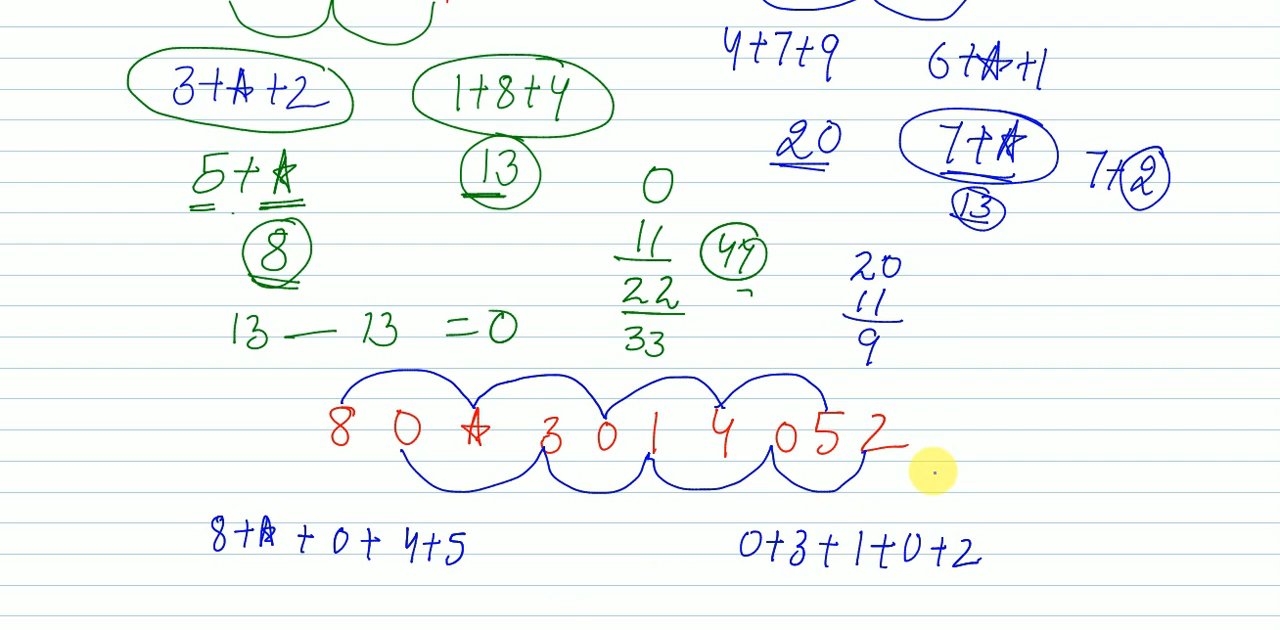 4+7+9 6+☆+1
3+☆+2 1+8+4
20 7+☆ 7+2
5+☆ 13 0
13
8 11 44
20
22 11
13 — 13 = 0 33 9
8 0 ☆ 3 0 1 4 0 5 2
8+☆ + 0 + 4+5 0+3+1+0+2